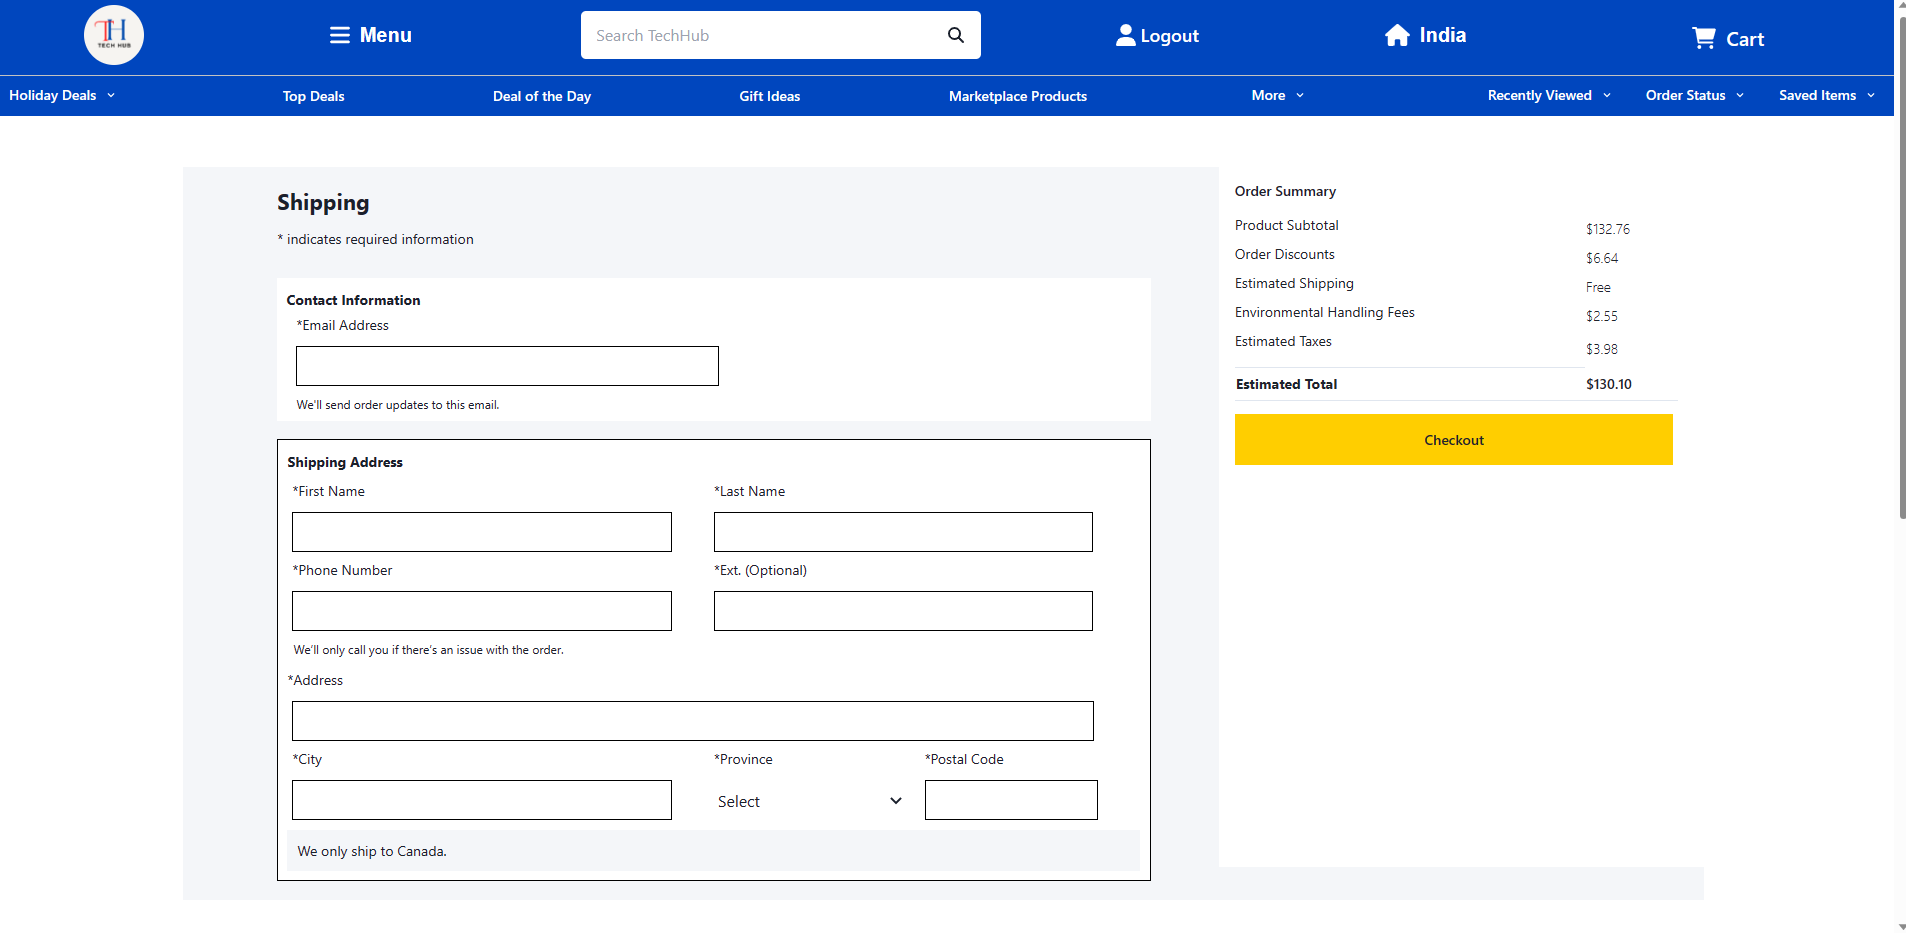 TH
TECH HUB
Menu
Search TechHub
Logout
India
Cart
Holiday Deals
Top Deals
Deal of the Day
Gift Ideas
Marketplace Products
More
Recently Viewed
Order Status
Saved Items
Shipping
* indicates required information
Contact Information
*Email Address
We'll send order updates to this email.
Shipping Address
*First Name
*Last Name
*Phone Number
*Ext. (Optional)
We’ll only call you if there’s an issue with the order.
*Address
*City
*Province
*Postal Code
Select
We only ship to Canada.
Order Summary
Product Subtotal $132.76
Order Discounts $6.64
Estimated Shipping Free
Environmental Handling Fees $2.55
Estimated Taxes $3.98
Estimated Total $130.10
Checkout